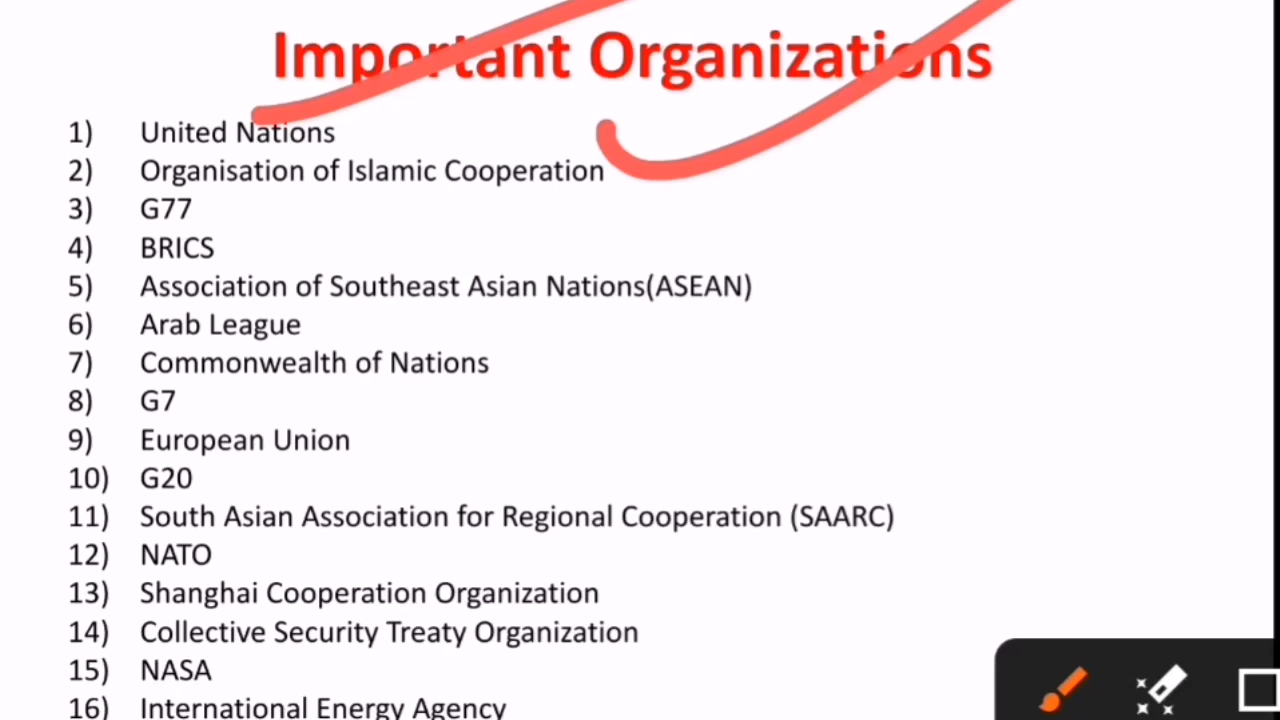 Important Organizations
1) United Nations
2) Organisation of Islamic Cooperation
3) G77
4) BRICS
5) Association of Southeast Asian Nations(ASEAN)
6) Arab League
7) Commonwealth of Nations
8) G7
9) European Union
10) G20
11) South Asian Association for Regional Cooperation (SAARC)
12) NATO
13) Shanghai Cooperation Organization
14) Collective Security Treaty Organization
15) NASA
16) International Energy Agency